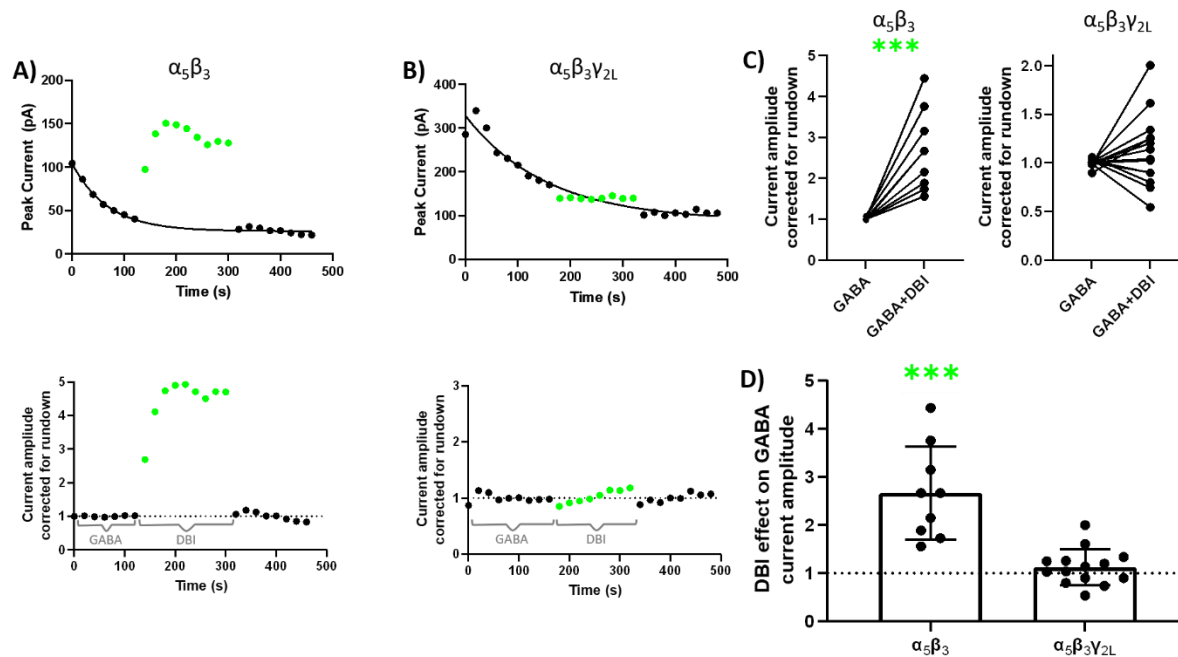 A)
α₅β₃
Peak Current (pA)
200
150
100
50
0
0 100 200 300 400 500
Time (s)
B)
α₅β₃γ₂L
Peak Current (pA)
400
300
200
100
0
0 100 200 300 400 500
Time (s)
C)
α₅β₃
***
Current ampliude
corrected for rundown
5
4
3
2
1
0
GABA
GABA+DBI
α₅β₃γ₂L
Current ampliude
corrected for rundown
2.0
1.5
1.0
0.5
0.0
GABA
GABA+DBI
Current ampliude
corrected for rundown
5
4
3
2
1
0
GABA DBI
0 100 200 300 400 500
Time (s)
Current ampliude
corrected for rundown
3
2
1
0
GABA DBI
0 100 200 300 400 500
Time (s)
D)
***
DBI effect on GABA
current amplitude
5
4
3
2
1
0
α₅β₃ α₅β₃γ₂L